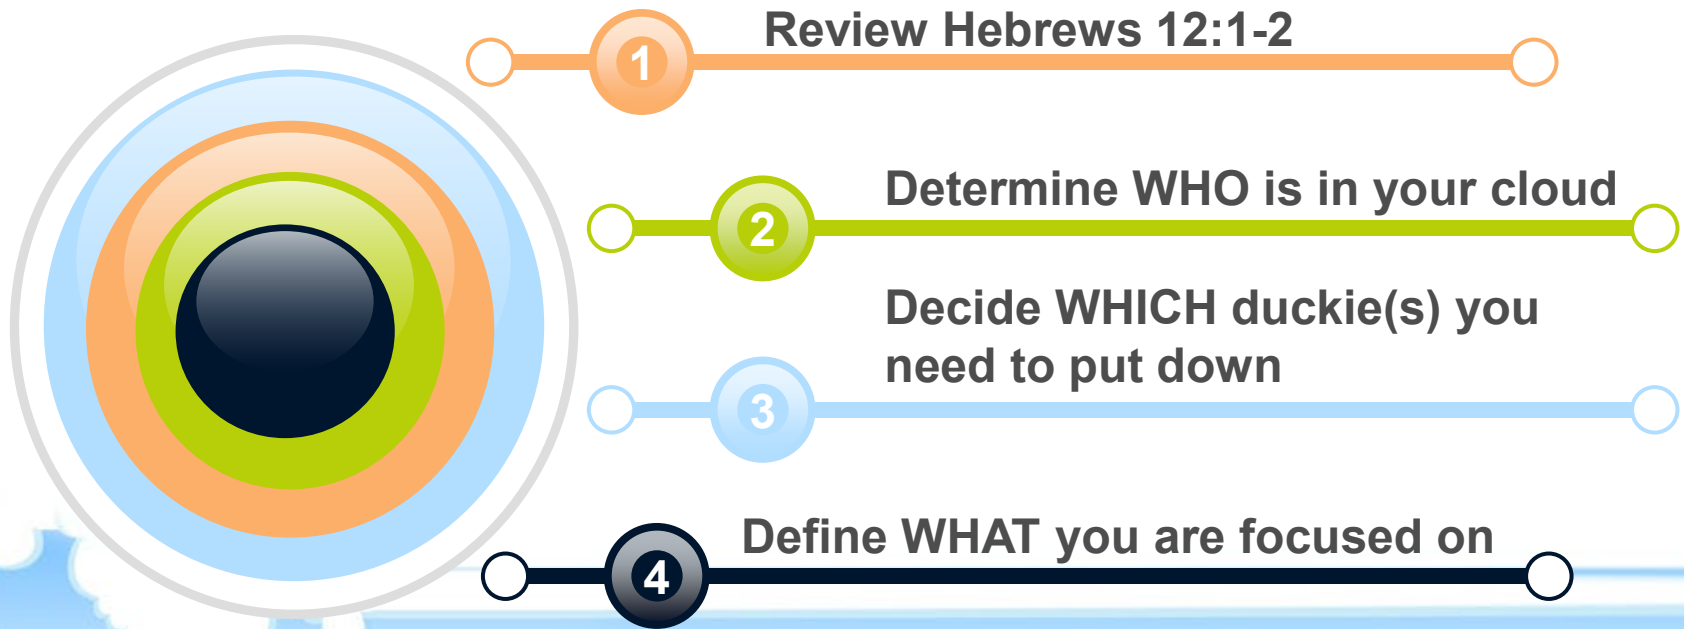 Review Hebrews 12:1-2
1
Determine WHO is in your cloud
2
Decide WHICH duckie(s) you
need to put down
3
Define WHAT you are focused on
4